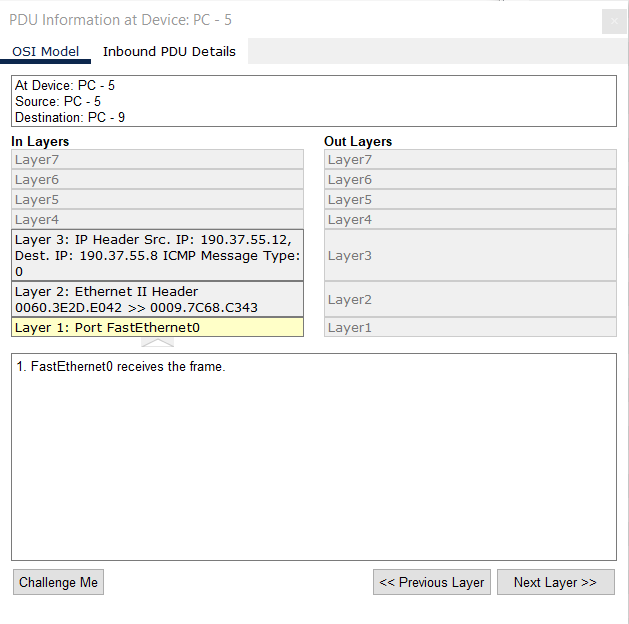 PDU Information at Device: PC - 5
OSI Model Inbound PDU Details
At Device: PC - 5
Source: PC - 5
Destination: PC - 9
In Layers
Layer7
Layer6
Layer5
Layer4
Layer 3: IP Header Src. IP: 190.37.55.12,
Dest. IP: 190.37.55.8 ICMP Message Type:
0
Layer 2: Ethernet II Header
0060.3E2D.E042 >> 0009.7C68.C343
Layer 1: Port FastEthernet0
Out Layers
Layer7
Layer6
Layer5
Layer4
Layer3
Layer2
Layer1
1. FastEthernet0 receives the frame.
Challenge Me
<< Previous Layer
Next Layer >>